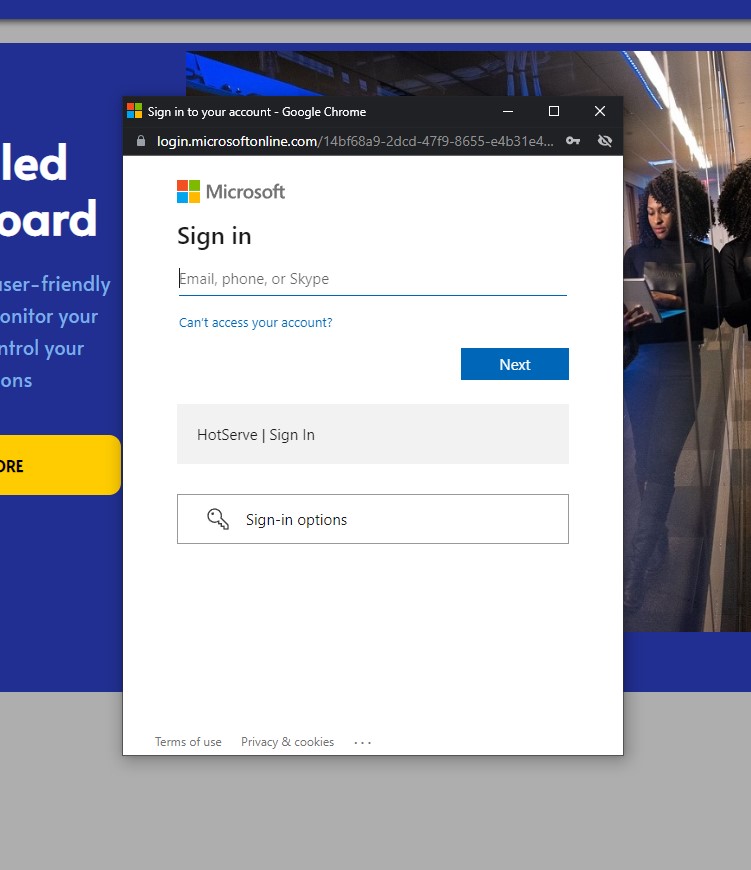 led
oard
user-friendly
onitor your
ntrol your
ons
ORE
Sign in to your account - Google Chrome
login.microsoftonline.com/14bf68a9-2dcd-47f9-8655-e4b31e4...
Microsoft
Sign in
Email, phone, or Skype
Can't access your account?
Next
HotServe | Sign In
Sign-in options
Terms of use Privacy & cookies ...